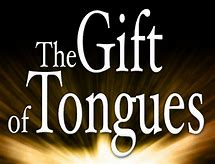 The Gift
of Tongues